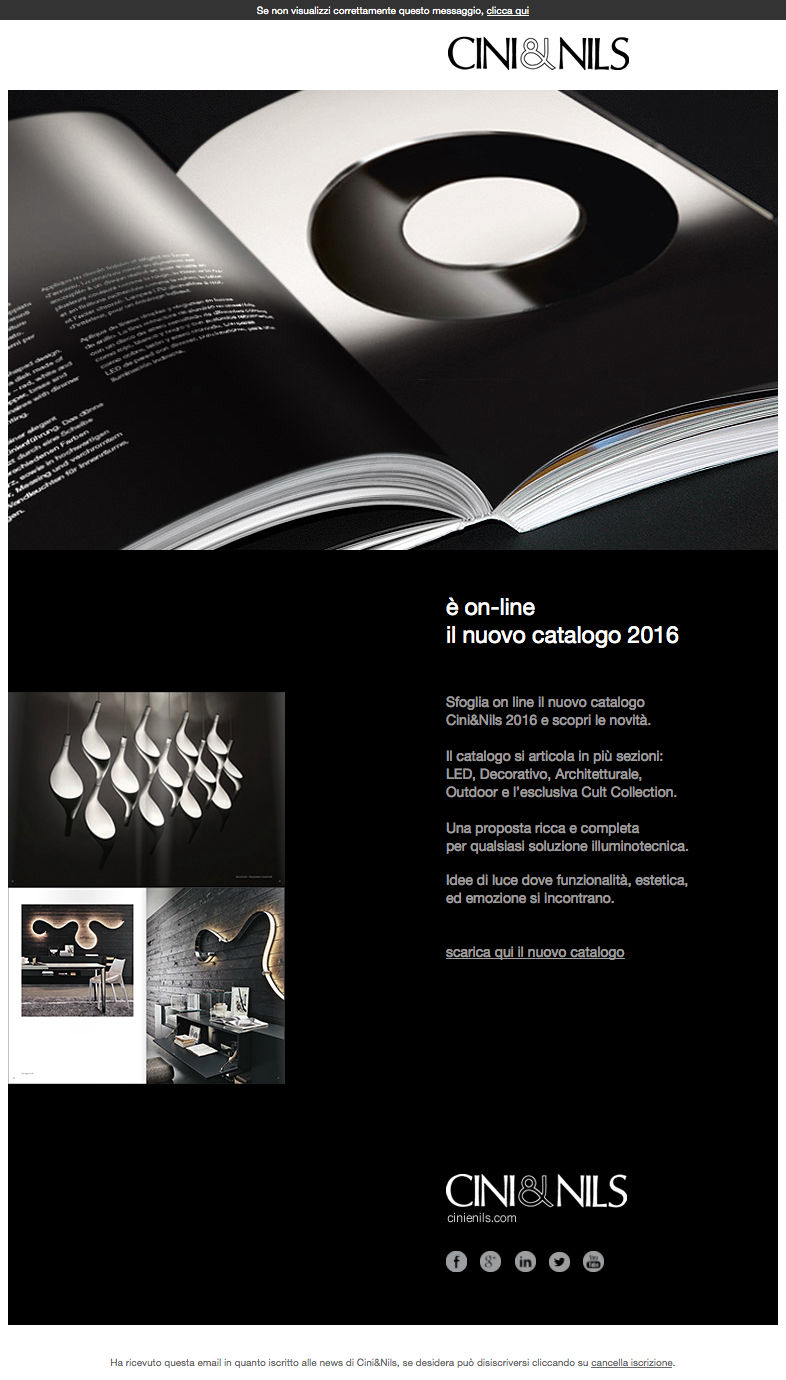 Se non visualizzi correttamente questo messaggio, clicca qui
CINI&NILS
è on-line
il nuovo catalogo 2016
Sfoglia on line il nuovo catalogo
Cini&Nils 2016 e scopri le novità.
Il catalogo si articola in più sezioni:
LED, Decorativo, Architetturale,
Outdoor e l'esclusiva Cult Collection.
Una proposta ricca e completa
per qualsiasi soluzione illuminotecnica.
Idee di luce dove funzionalità, estetica,
ed emozione si incontrano.
scarica qui il nuovo catalogo
CINI&NILS
cinienils.com
Ha ricevuto questa email in quanto iscritto alle news di Cini&Nils, se desidera può disiscriversi cliccando su cancella iscrizione.